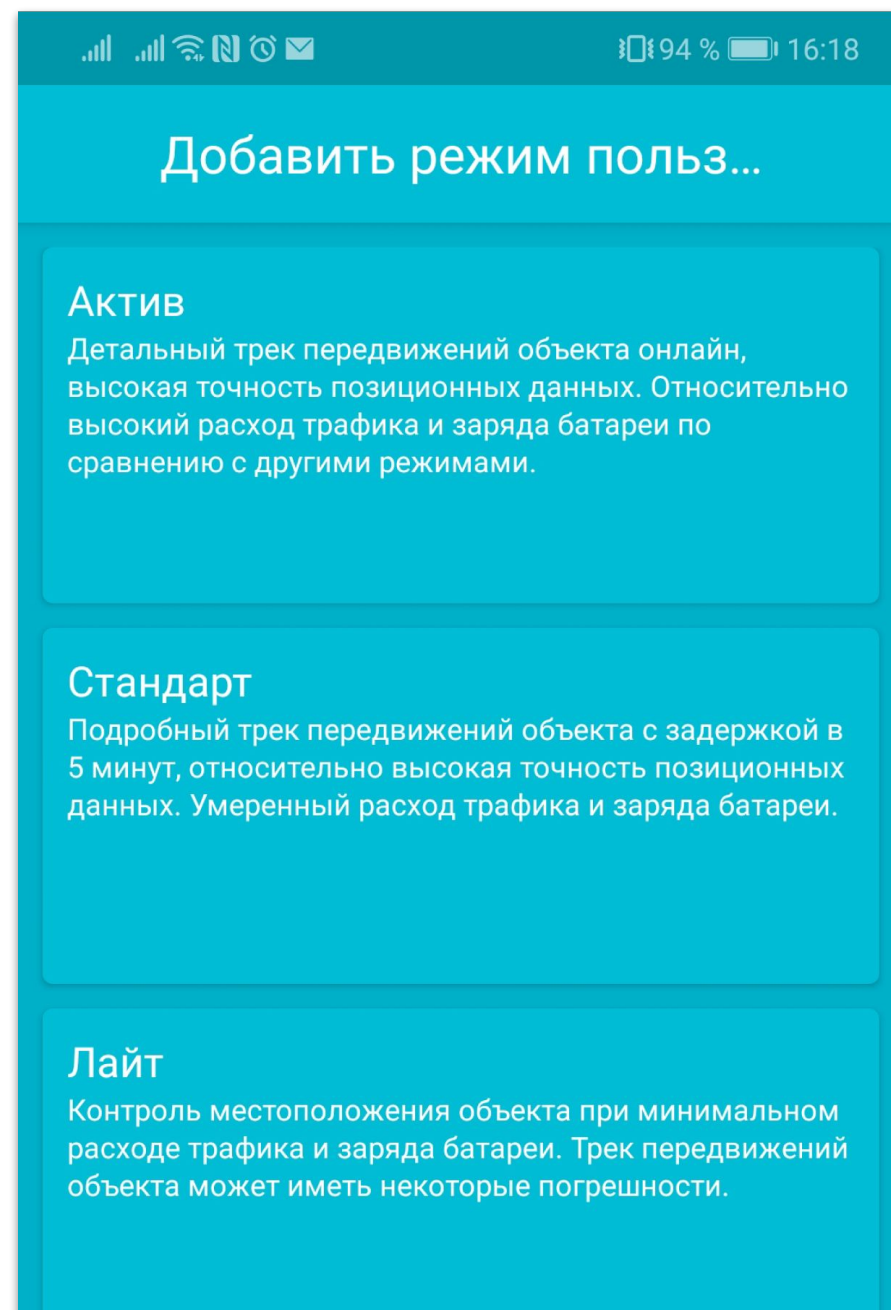 94 % 16:18
Добавить режим польз...
Актив
Детальный трек передвижений объекта онлайн,
высокая точность позиционных данных. Относительно
высокий расход трафика и заряда батареи по
сравнению с другими режимами.
Стандарт
Подробный трек передвижений объекта с задержкой в
5 минут, относительно высокая точность позиционных
данных. Умеренный расход трафика и заряда батареи.
Лайт
Контроль местоположения объекта при минимальном
расходе трафика и заряда батареи. Трек передвижений
объекта может иметь некоторые погрешности.